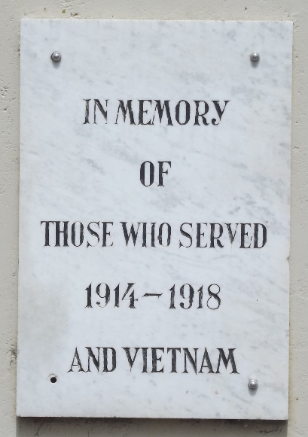 IN MEMORY
OF
THOSE WHO SERVED
1914 – 1918
AND VIETNAM